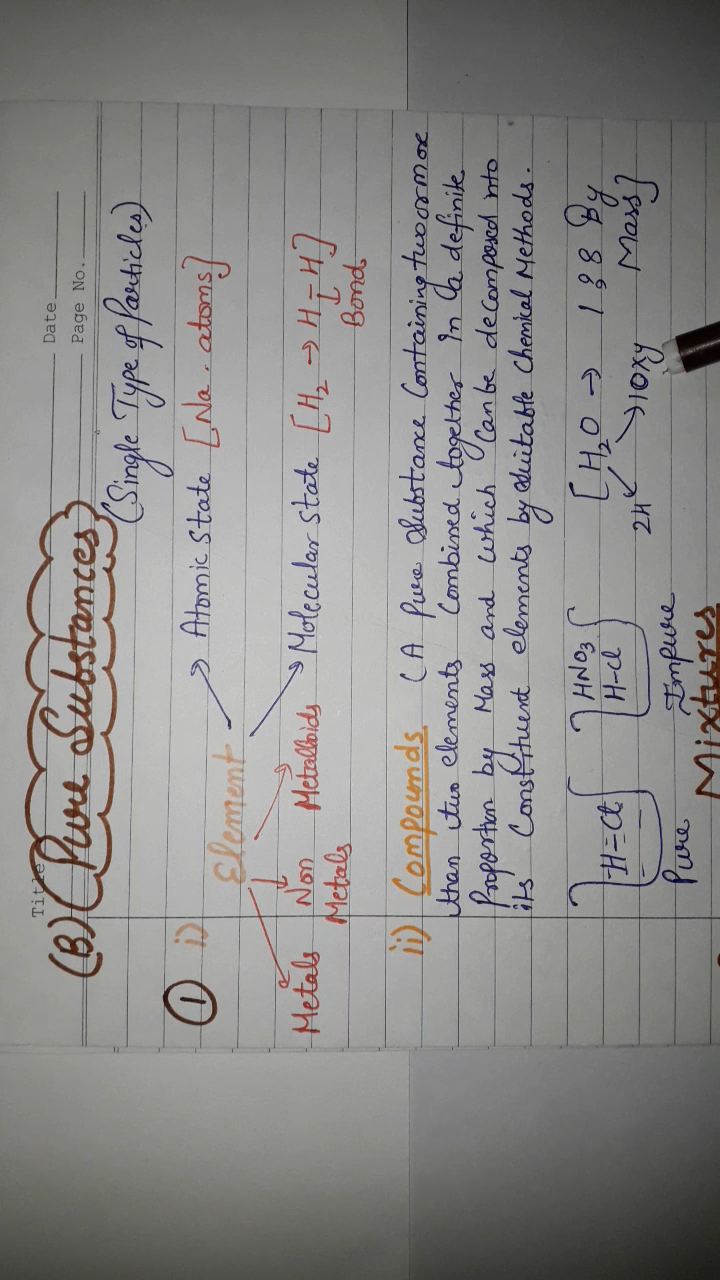 Title
Date
Page No.
(B) (Pure Substances)
(Single Type of Particles)
① i) Element → Atomic State [Na. atoms]
→ Molecular State [H₂ → H-H]
↓
Bond
Metals Non Metalloids
Metals
ii) Compounds (A Pure Substance Containing two or more
than two elements Combined together In a definite
Proportion by Mass and which Can be decomposed into
its Constituent elements by suitable chemical Methods.
[H₂O → 1:8 By
2H 1 Oxy Mass]
H=Cl
Pure
HNO₃
H-Cl
Impure
Mixtures